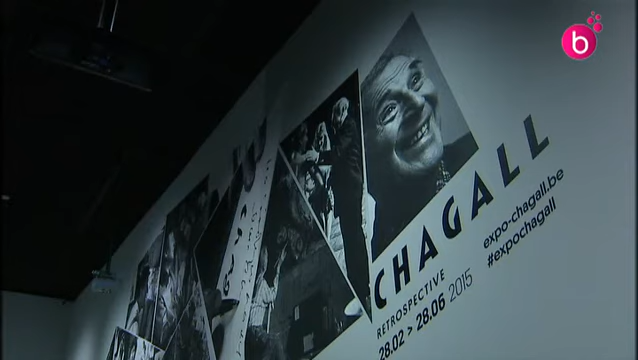 CHAGALL
RETROSPECTIVE
28.02 > 28.06 2015
expo-chagall.be
#expochagall
b